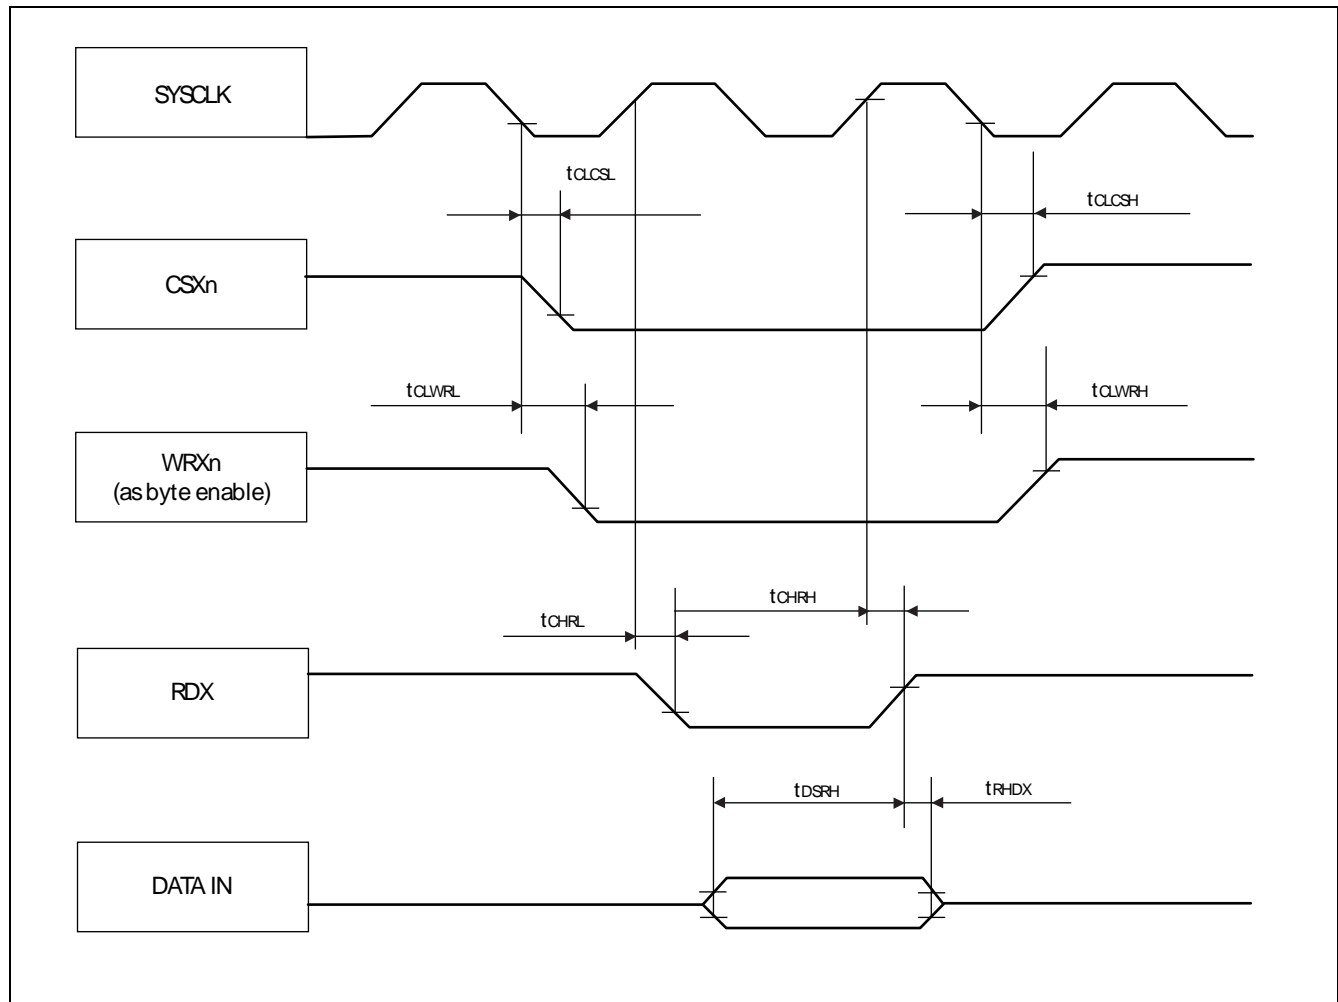 SYSCLK
tCLCSL
tCLCSH
CSXn
tCLWRL
tCLWRH
WRXn
(as byte enable)
tCHRH
tCHRL
RDX
tDSRH
tRHDX
DATA IN